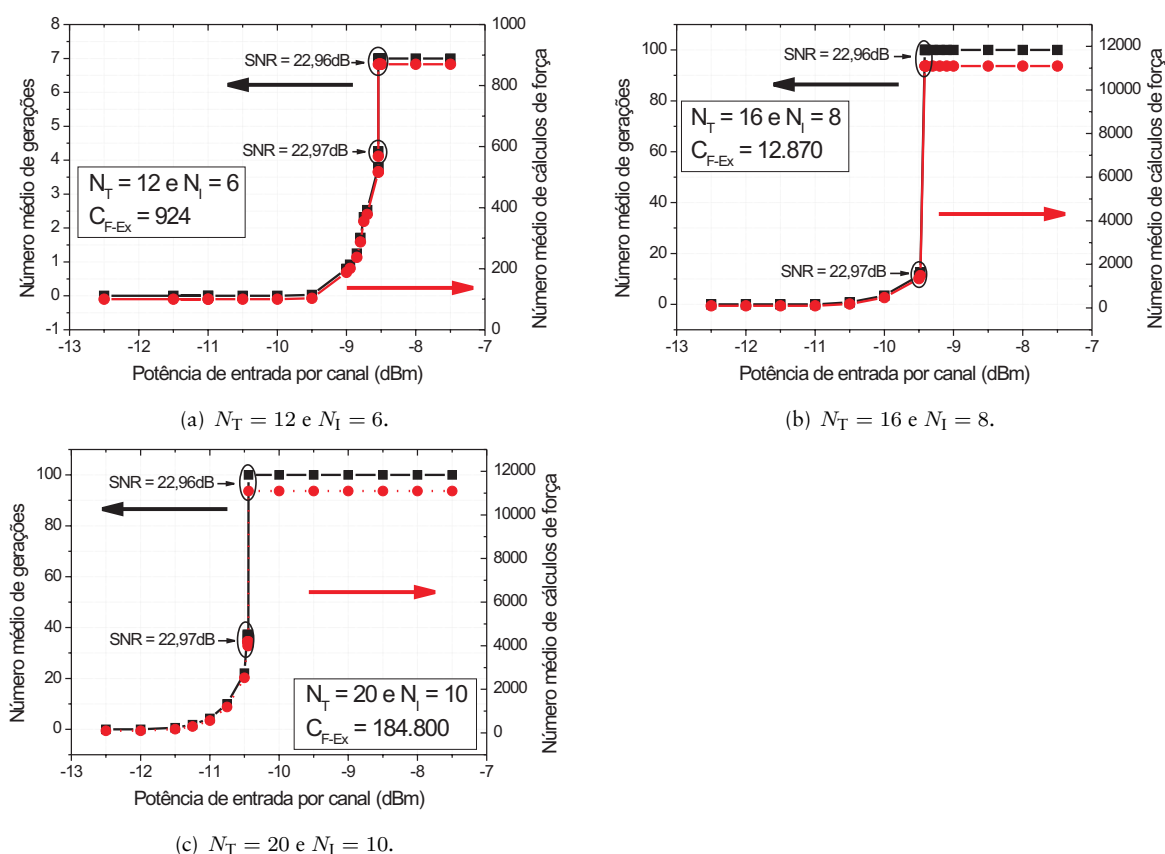 Número médio de gerações
8
7
6
5
4
3
2
1
0
-1
SNR = 22,96dB
SNR = 22,97dB
N_T = 12 e N_I = 6
C_F-Ex = 924
1000
800
600
400
200
0
Número médio de cálculos de força
-13 -12 -11 -10 -9 -8 -7
Potência de entrada por canal (dBm)
(a) N_T = 12 e N_I = 6.
Número médio de gerações
100
80
60
40
20
0
SNR = 22,96dB
N_T = 16 e N_I = 8
C_F-Ex = 12.870
SNR = 22,97dB
12000
10000
8000
6000
4000
2000
0
Número médio de cálculos de força
-13 -12 -11 -10 -9 -8 -7
Potência de entrada por canal (dBm)
(b) N_T = 16 e N_I = 8.
Número médio de gerações
100
80
60
40
20
0
SNR = 22,96dB
SNR = 22,97dB
N_T = 20 e N_I = 10
C_F-Ex = 184.800
12000
10000
8000
6000
4000
2000
0
Número médio de cálculos de força
-13 -12 -11 -10 -9 -8 -7
Potência de entrada por canal (dBm)
(c) N_T = 20 e N_I = 10.